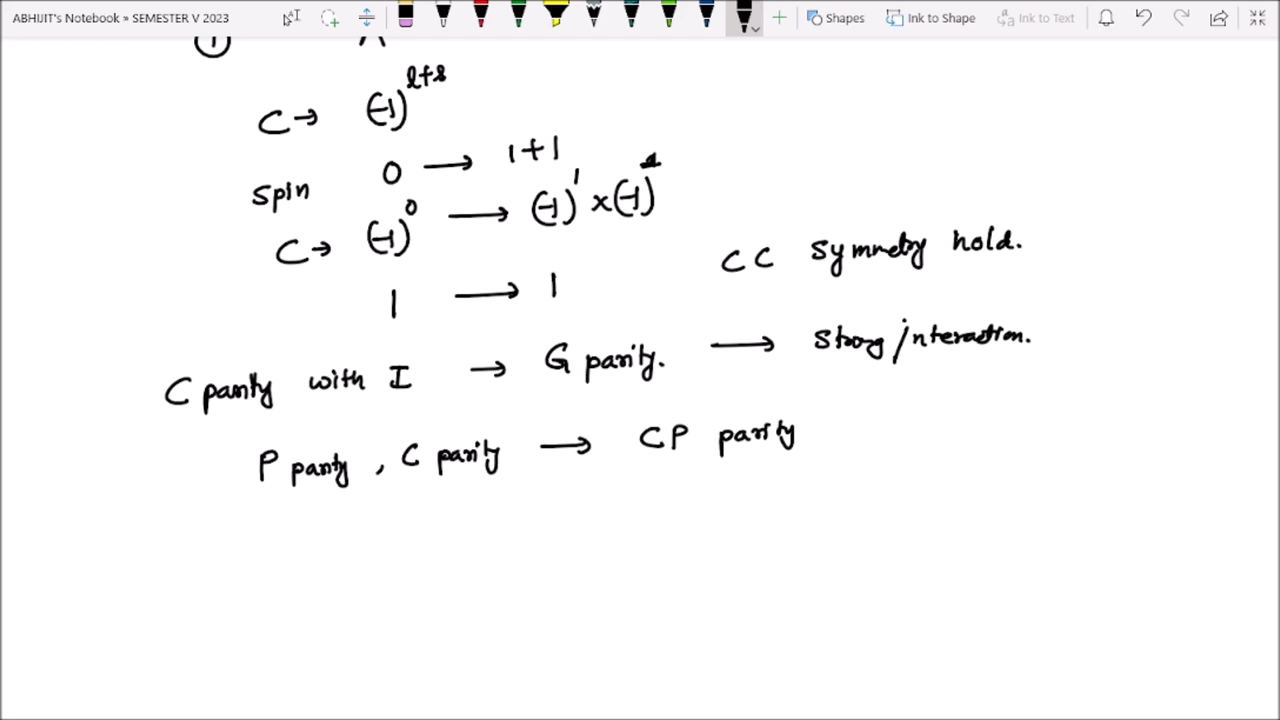 ABHIJIT's Notebook » SEMESTER V 2023
Shapes
Ink to Shape
Ink to Text
1
C → (-1)^{l+s}
Spin 0 → 1+1
C → (-1)^0 → (-1)^1 x (-1)^1
1 → 1
CC Symmetry hold.
C parity with I → G parity. → Strong interaction.
P parity , C parity → CP parity